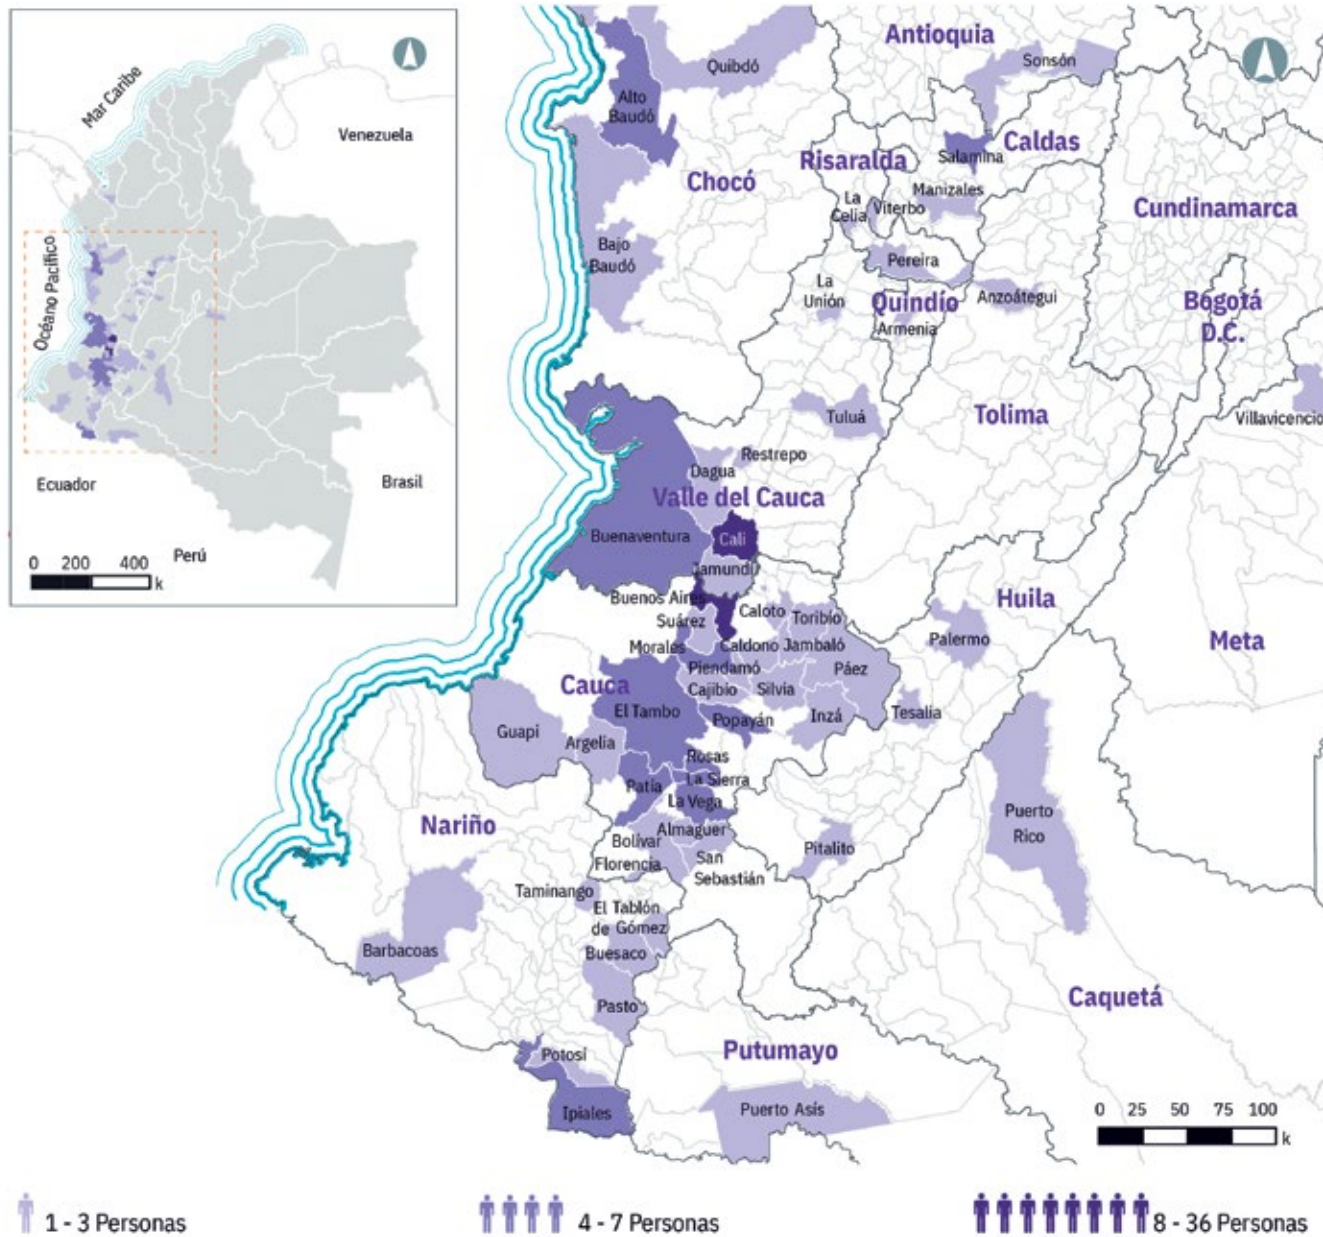 Mar Caribe
Venezuela
Océano Pacífico
Ecuador
Brasil
Perú
0 200 400
k
Antioquia
Quibdó
Sonsón
Alto
Baudó
Caldas
Risaralda
Salamina
Chocó
Manizales
La
Celia
Viterbo
Cundinamarca
Bajo
Baudó
Pereira
La
Unión
Quindío
Anzoátegui
Armenia
Bogotá
D.C.
Tuluá
Tolima
Villavicencio
Restrepo
Dagua
Valle del Cauca
Buenaventura
Cali
Jamundí
Buenos Aires
Caloto
Toribío
Huila
Suárez
Palermo
Meta
Morales
Caldono
Jambaló
Piendamó
Páez
Cauca
Cajibío
Silvia
El Tambo
Popayán
Inzá
Tesalia
Guapi
Argelia
Rosas
La Sierra
Patía
La Vega
Puerto
Rico
Nariño
Almaguer
Bolívar
Pitalito
Florencia
San
Sebastián
Taminango
El Tablón
de Gómez
Barbacoas
Buesaco
Caquetá
Pasto
Putumayo
Potosí
Ipiales
Puerto Asís
0 25 50 75 100
k
1 - 3 Personas
4 - 7 Personas
8 - 36 Personas